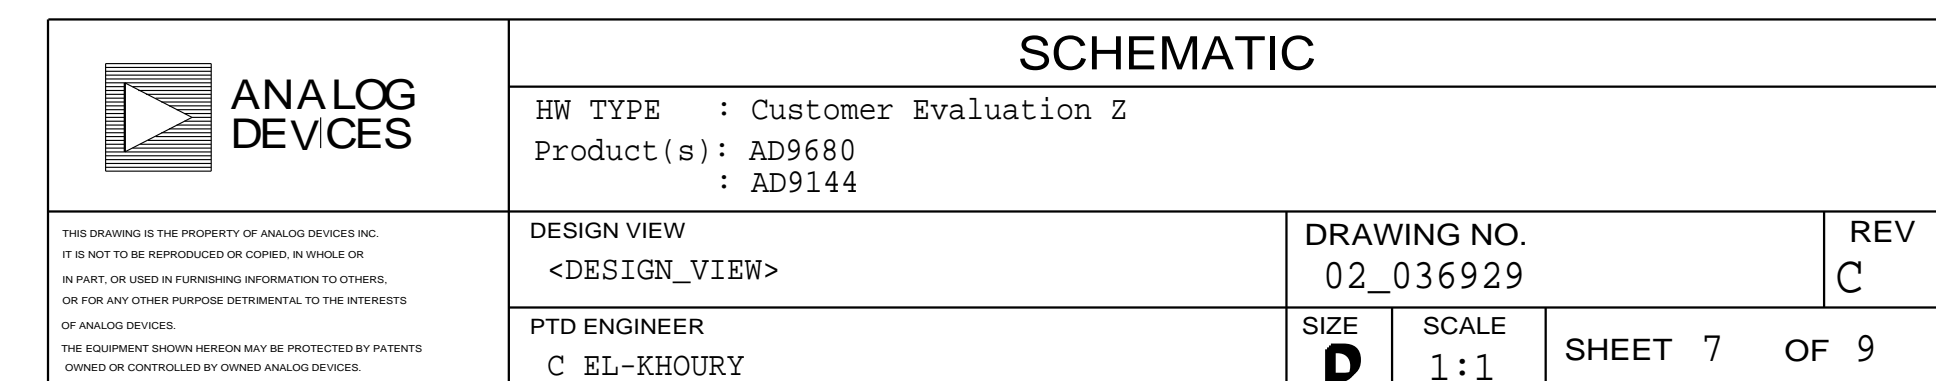 ANALOG
DEVICES
SCHEMATIC
HW TYPE : Customer Evaluation Z
Product(s): AD9680
: AD9144
THIS DRAWING IS THE PROPERTY OF ANALOG DEVICES INC.
IT IS NOT TO BE REPRODUCED OR COPIED, IN WHOLE OR
IN PART, OR USED IN FURNISHING INFORMATION TO OTHERS,
OR FOR ANY OTHER PURPOSE DETRIMENTAL TO THE INTERESTS
OF ANALOG DEVICES.
THE EQUIPMENT SHOWN HEREON MAY BE PROTECTED BY PATENTS
OWNED OR CONTROLLED BY OWNED ANALOG DEVICES.
DESIGN VIEW
<DESIGN_VIEW>
DRAWING NO.
02_036929
REV
C
PTD ENGINEER
C EL-KHOURY
SIZE
D
SCALE
1:1
SHEET 7 OF 9